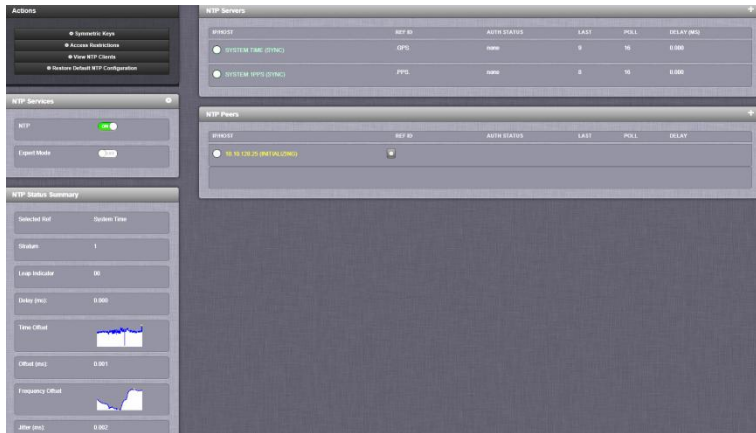 Actions
Symmetric Keys
Access Restrictions
View NTP Clients
Restore Default NTP Configuration
NTP Services
NTP
ON
Expert Mode
NTP Status Summary
Selected Ref System Time
Stratum 1
Leap Indicator 00
Delay (ms): 0.000
Time Offset
Offset (ms): 0.001
Frequency Offset
Jitter (ms): 0.002
NTP Servers
IP/HOST REF ID AUTH STATUS LAST POLL DELAY (MS)
SYSTEM TIME (SYNC) GPS none 0 16 0.000
SYSTEM 1PPS (SYNC) PPS none 8 16 0.000
NTP Peers
IP/HOST REF ID AUTH STATUS LAST POLL DELAY
(INITIALIZING)